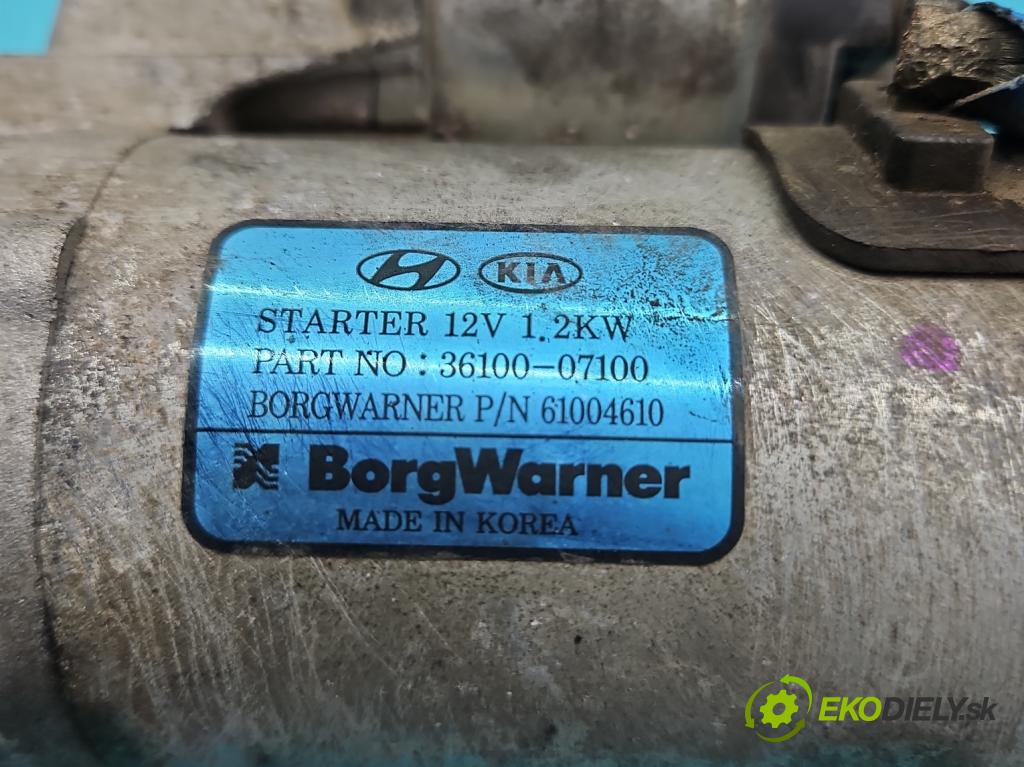 KIA
STARTER 12V 1.2KW
PART NO : 36100-07100
BORGWARNER P/N 61004610
BorgWarner
MADE IN KOREA
EKODIELY.sk